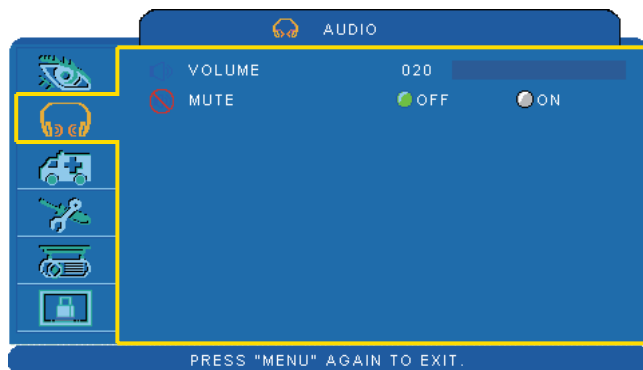 AUDIO
VOLUME 020
MUTE OFF ON
PRESS "MENU" AGAIN TO EXIT.